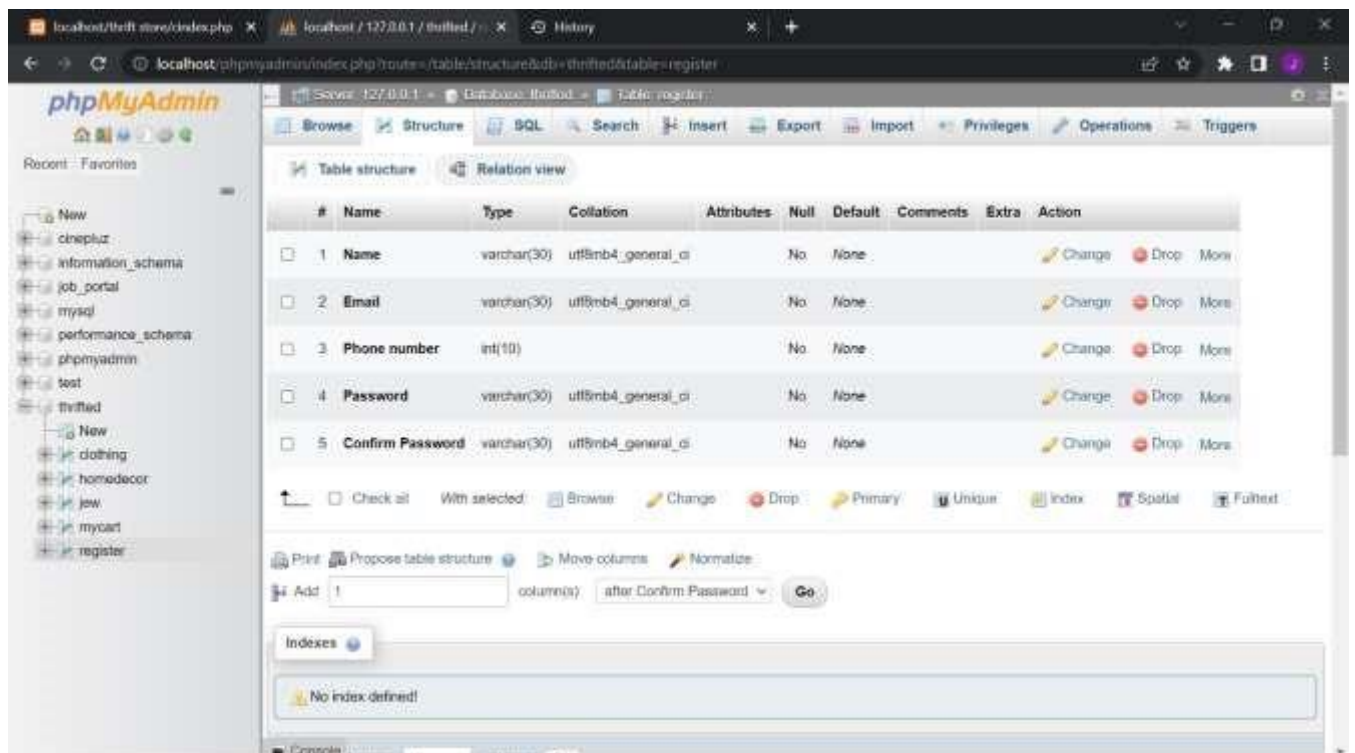 localhost/thrift store/cindex.php
localhost / 127.0.0.1 / thrifted /
History
localhost/phpmyadmin/index.php?route=/table/structure&db=thrifted&table=register
phpMyAdmin
Recent Favorites
New
cinepluz
information_schema
job_portal
mysql
performance_schema
phpmyadmin
test
thrifted
New
clothing
homedecor
jew
mycart
register
Server: 127.0.0.1 » Database: thrifted » Table: register
Browse Structure SQL Search Insert Export Import Privileges Operations Triggers
Table structure Relation view
# Name Type Collation Attributes Null Default Comments Extra Action
1 Name varchar(30) utf8mb4_general_ci No None Change Drop More
2 Email varchar(30) utf8mb4_general_ci No None Change Drop More
3 Phone number int(10) No None Change Drop More
4 Password varchar(30) utf8mb4_general_ci No None Change Drop More
5 Confirm Password varchar(30) utf8mb4_general_ci No None Change Drop More
Check all With selected: Browse Change Drop Primary Unique Index Spatial Fulltext
Print Propose table structure Move columns Normalize
Add 1 column(s) after Confirm Password Go
Indexes
No index defined!
Console